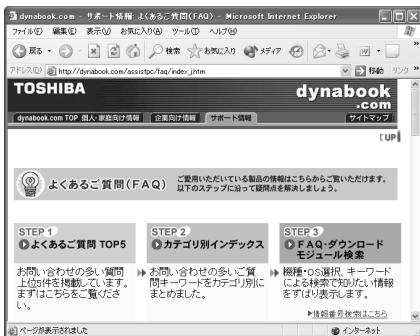 dynabook.com - サポート情報 よくあるご質問(FAQ) - Microsoft Internet Explorer
ファイル(F) 編集(E) 表示(V) お気に入り(A) ツール(T) ヘルプ(H)
戻る 検索 お気に入り メディア
アドレス(D) http://dynabook.com/assistpc/faq/index_j.htm 移動 リンク
TOSHIBA
dynabook.com
dynabook.com TOP 個人・家庭向け情報 企業向け情報 サポート情報 サイトマップ
[UP]
よくあるご質問(FAQ)
ご愛用いただいている製品の情報はこちらからご覧いただけます。
以下のステップに沿って疑問点を解決しましょう。
STEP 1
よくあるご質問 TOP5
お問い合わせの多い質問
上位5件を掲載しています。
まずはこちらをご覧くださ
い。
STEP 2
カテゴリ別インデックス
お問い合わせの多いご質
問キーワードをカテゴリ別に
まとめました。
STEP 3
FAQ・ダウンロード
モジュール検索
機種・OS選択、キーワード
による検索で知りたい情報
をずばり表示します。
情報番号検索はこちら
ページが表示されました インターネット